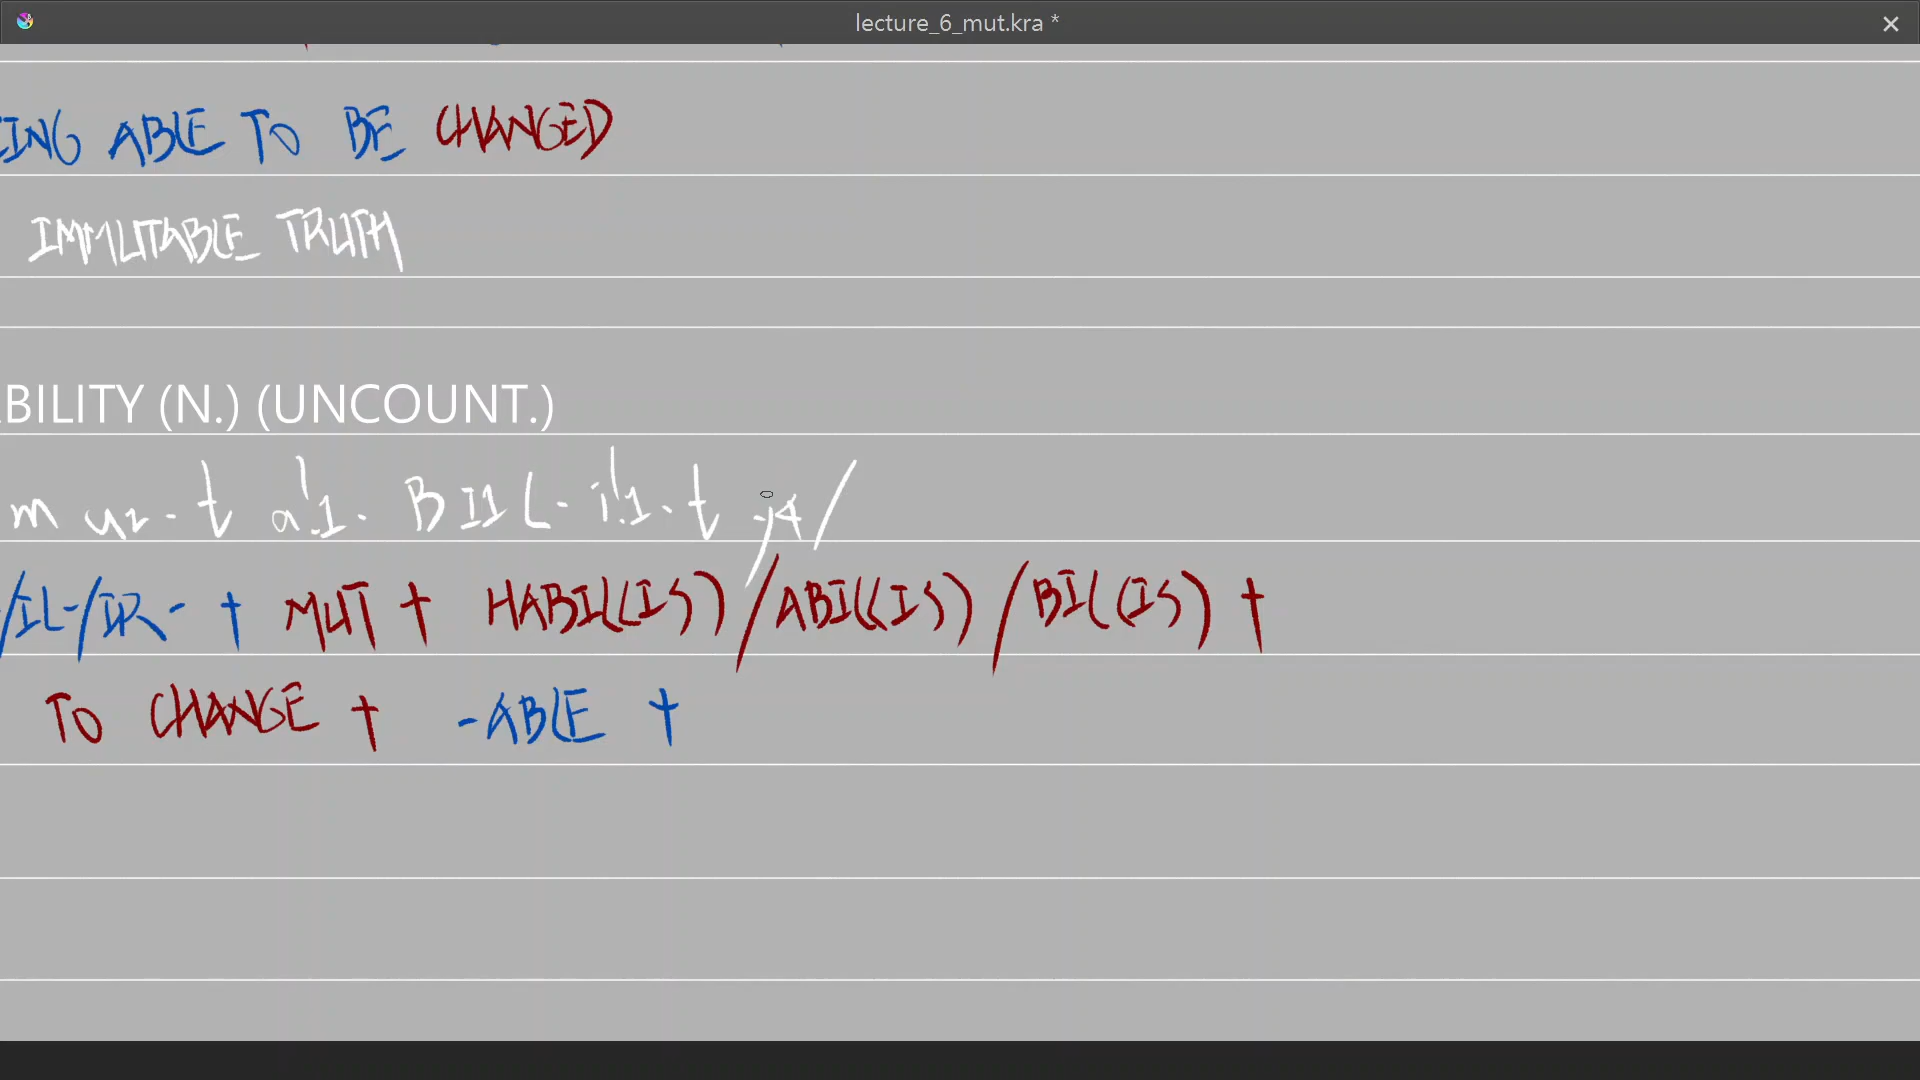 lecture_6_mut.kra *
ING ABLE TO BE CHANGED
IMMUTABLE TRUTH
BILITY (N.) (UNCOUNT.)
/IL-/IR- + MUT + HABIL(IS)/ABIL(IS)/BIL(IS) +
TO CHANGE + -ABLE +